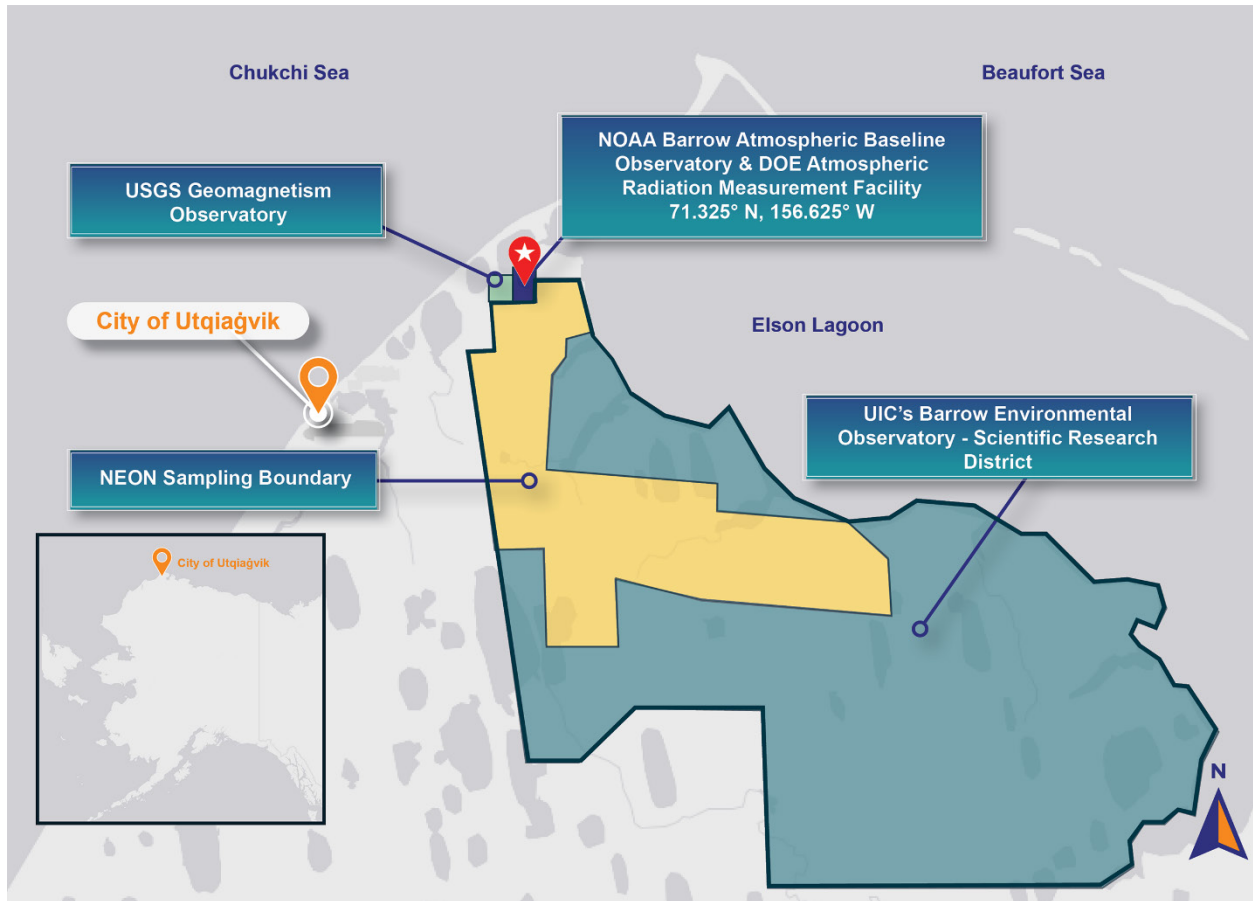 Chukchi Sea
Beaufort Sea
NOAA Barrow Atmospheric Baseline
Observatory & DOE Atmospheric
Radiation Measurement Facility
71.325° N, 156.625° W
USGS Geomagnetism
Observatory
City of Utqiaġvik
Elson Lagoon
UIC’s Barrow Environmental
Observatory - Scientific Research
District
NEON Sampling Boundary
City of Utqiaġvik
N